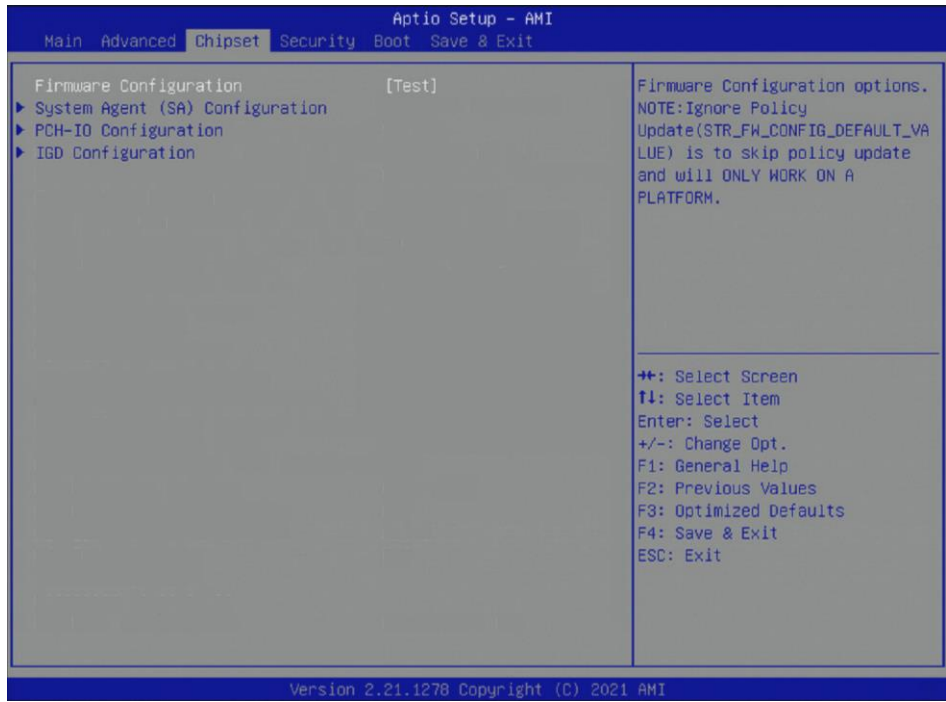 Aptio Setup – AMI
Main Advanced Chipset Security Boot Save & Exit
Firmware Configuration [Test]
▶ System Agent (SA) Configuration
▶ PCH-IO Configuration
▶ IGD Configuration
Firmware Configuration options.
NOTE:Ignore Policy
Update(STR_FW_CONFIG_DEFAULT_VA
LUE) is to skip policy update
and will ONLY WORK ON A
PLATFORM.
→←: Select Screen
↑↓: Select Item
Enter: Select
+/-: Change Opt.
F1: General Help
F2: Previous Values
F3: Optimized Defaults
F4: Save & Exit
ESC: Exit
Version 2.21.1278 Copyright (C) 2021 AMI